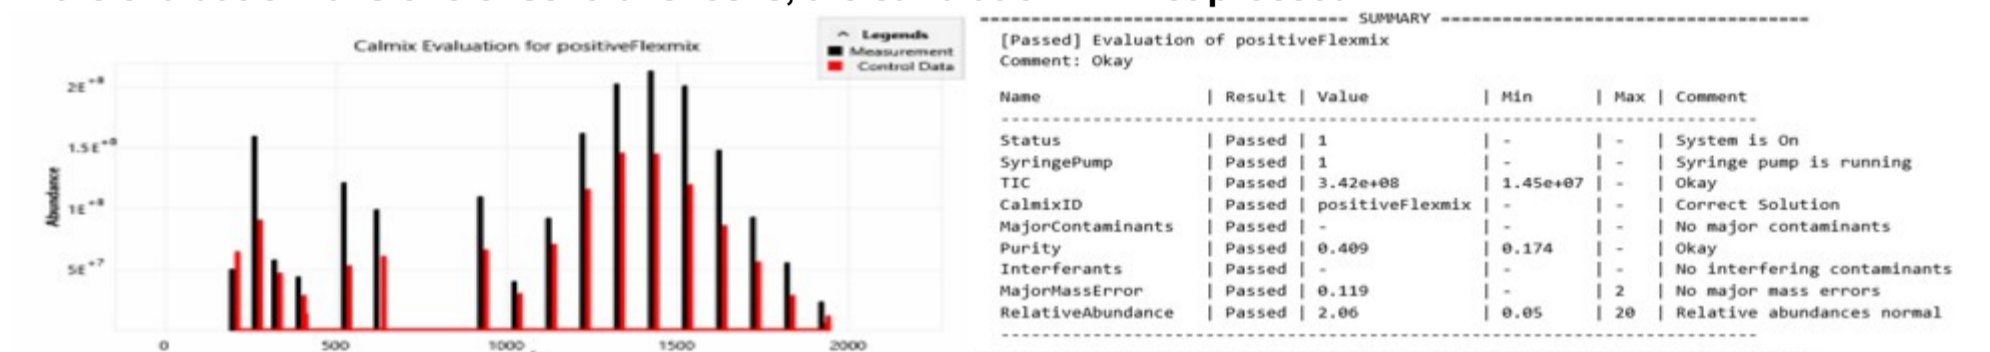 Calmix Evaluation for positiveFlexmix
^ Legends
Measurement
Control Data
Abundance
2E+8
1.5E+8
1E+8
5E+7
0 500 1000 1500 2000
================================= SUMMARY =================================
[Passed] Evaluation of positiveFlexmix
Comment: Okay
Name | Result | Value | Min | Max | Comment
---------------------------------------------------------------------------
Status | Passed | 1 | - | - | System is On
SyringePump | Passed | 1 | - | - | Syringe pump is running
TIC | Passed | 3.42e+08 | 1.45e+07 | - | Okay
CalmixID | Passed | positiveFlexmix | - | - | Correct Solution
MajorContaminants | Passed | - | - | - | No major contaminants
Purity | Passed | 0.409 | 0.174 | - | Okay
Interferants | Passed | - | - | - | No interfering contaminants
MajorMassError | Passed | 0.119 | - | 2 | No major mass errors
RelativeAbundance | Passed | 2.06 | 0.05 | 20 | Relative abundances normal
---------------------------------------------------------------------------